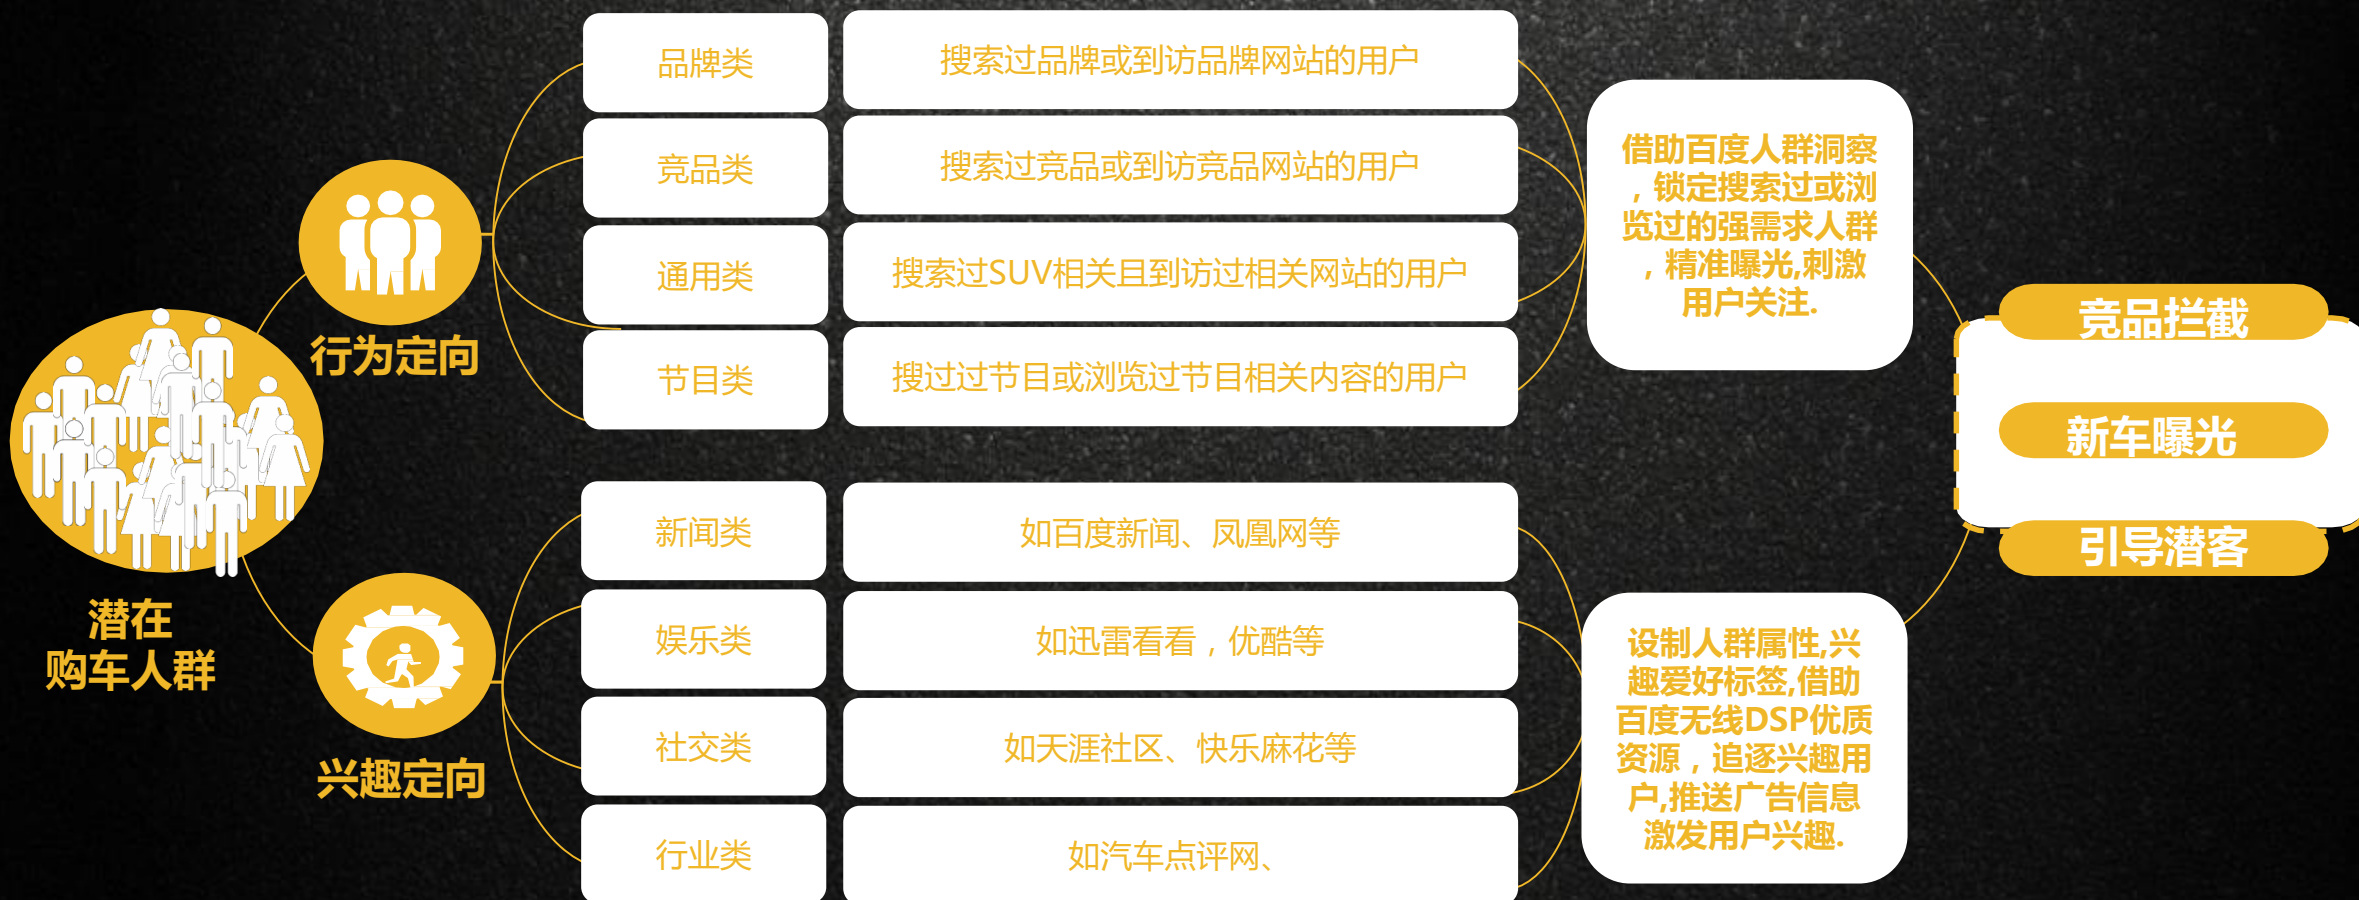 潜在
购车人群
行为定向
品牌类
搜索过品牌或到访品牌网站的用户
竞品类
搜索过竞品或到访竞品网站的用户
通用类
搜索过SUV相关且到访过相关网站的用户
节目类
搜过过节目或浏览过节目相关内容的用户
借助百度人群洞察
，锁定搜索过或浏
览过的强需求人群
，精准曝光,刺激
用户关注.
兴趣定向
新闻类
如百度新闻、凤凰网等
娱乐类
如迅雷看看，优酷等
社交类
如天涯社区、快乐麻花等
行业类
如汽车点评网、
设制人群属性,兴
趣爱好标签,借助
百度无线DSP优质
资源，追逐兴趣用
户,推送广告信息
激发用户兴趣.
竞品拦截
新车曝光
引导潜客